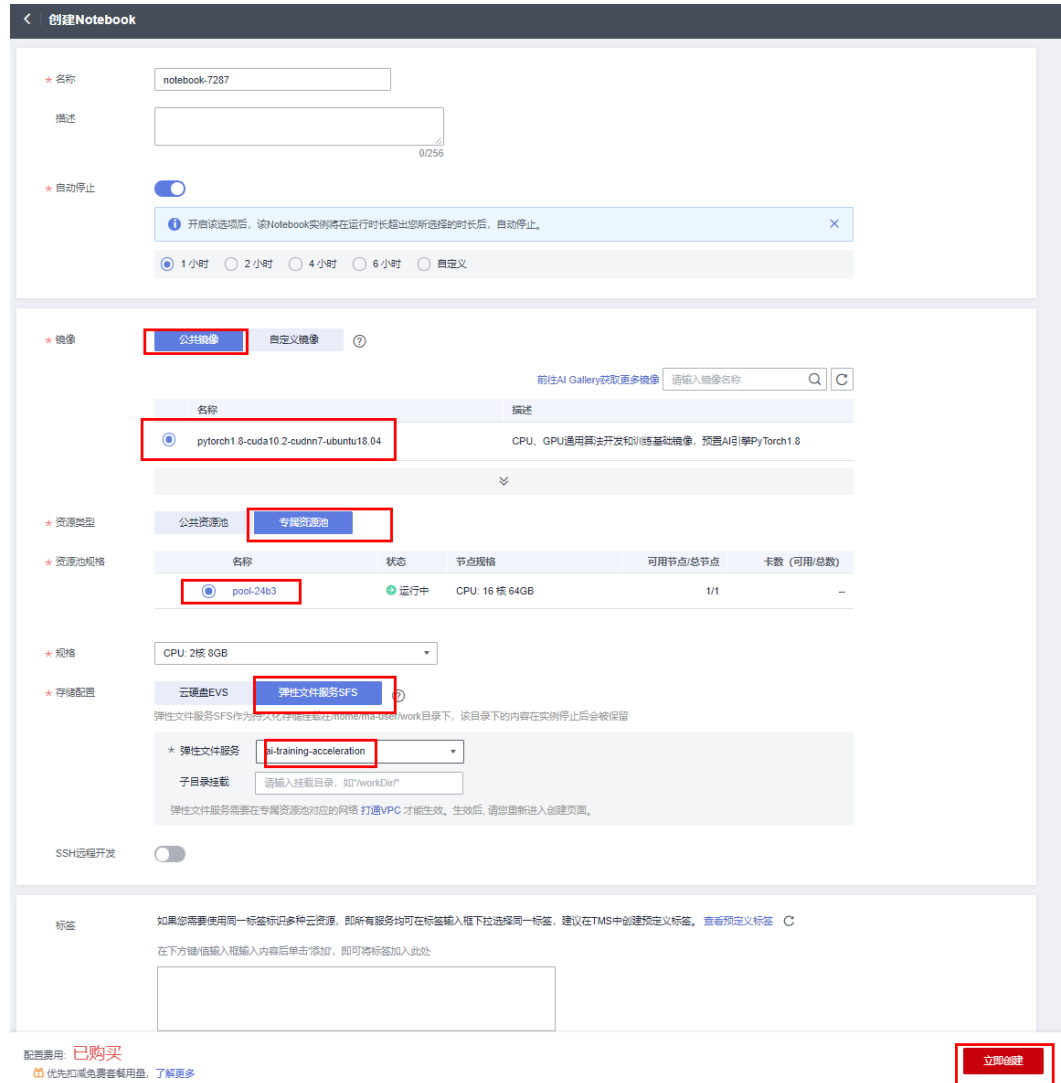 创建Notebook
* 名称 notebook-7287
描述
0/256
* 自动停止
开启该选项后，该Notebook实例将在运行时长超出您所选择的时长后，自动停止。
1 小时 2 小时 4 小时 6 小时 自定义
* 镜像 公共镜像 自定义镜像
前往AI Gallery获取更多镜像 请输入镜像名称
名称 描述
pytorch1.8-cuda10.2-cudnn7-ubuntu18.04 CPU、GPU通用算法开发和训练基础镜像，预置AI引擎PyTorch1.8
* 资源类型 公共资源池 专属资源池
* 资源池规格 名称 状态 节点规格 可用节点/总节点 卡数 (可用/总数)
pool-24b3 运行中 CPU: 16 核 64GB 1/1 --
* 规格 CPU: 2核 8GB
* 存储配置 云硬盘EVS 弹性文件服务SFS
弹性文件服务SFS作为持久化存储挂载在/home/ma-user/work目录下，该目录下的内容在实例停止后会被保留
* 弹性文件服务 ai-training-acceleration
子目录挂载 请输入挂载目录，如"/workDir/"
弹性文件服务需要在专属资源池对应的网络 打通VPC 才能生效。生效后, 请您重新进入创建页面。
SSH远程开发
标签 如果您需要使用同一标签标识多种云资源，即所有服务均可在标签输入框下拉选择同一标签，建议在TMS中创建预定义标签。 查看预定义标签
在下方键/值输入框输入内容后单击'添加'，即可将标签加入此处
配置费用: 已购买
优先扣减免费套餐用量，了解更多
立即创建